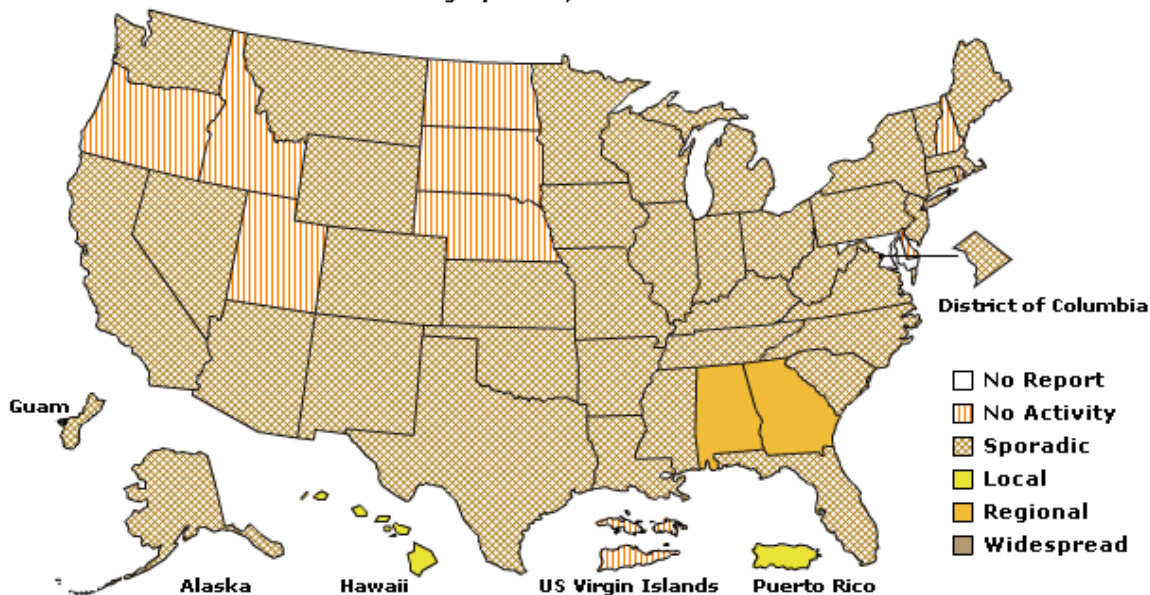 District of Columbia
No Report
Guam
No Activity
Sporadic
Local
Regional
Widespread
Alaska
Hawaii
US Virgin Islands
Puerto Rico